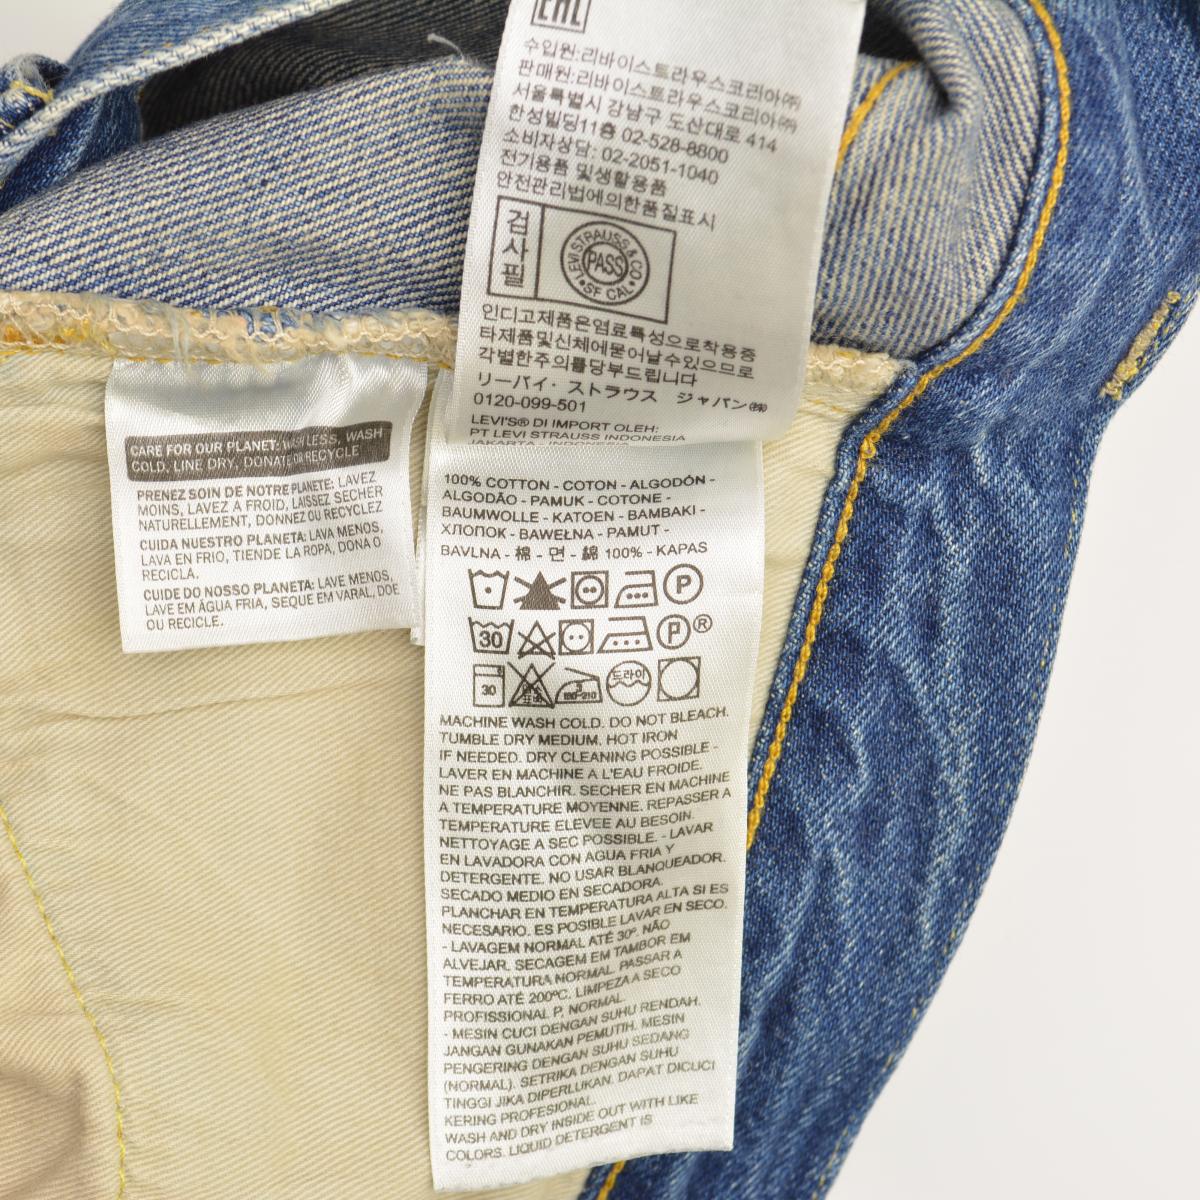 EAC
수입원:리바이스트라우스코리아㈜
판매원:리바이스트라우스코리아㈜
서울특별시 강남구 도산대로 414
한성빌딩11층 02-528-8800
소비자상담: 02-2051-1040
전기용품 및생활용품
안전관리법에의한품질표시
검사필
LEVI STRAUSS & CO
PASS
SF CAL
인디고제품은염료특성으로착용중
타제품및신체에묻어날수있으므로
각별한주의를당부드립니다
リーバイ・ストラウス ジャパン㈱
0120-099-501
LEVI'S® DI IMPORT OLEH:
PT LEVI STRAUSS INDONESIA
JAKARTA - INDONESIA
CARE FOR OUR PLANET: WASH LESS, WASH
COLD, LINE DRY, DONATE OR RECYCLE
PRENEZ SOIN DE NOTRE PLANETE: LAVEZ
MOINS, LAVEZ A FROID, LAISSEZ SECHER
NATURELLEMENT, DONNEZ OU RECYCLEZ
CUIDA NUESTRO PLANETA: LAVA MENOS,
LAVA EN FRIO, TIENDE LA ROPA, DONA O
RECICLA.
CUIDE DO NOSSO PLANETA: LAVE MENOS,
LAVE EM ÁGUA FRIA, SEQUE EM VARAL, DOE
OU RECICLE.
100% COTTON - COTON - ALGODÓN -
ALGODÃO - PAMUK - COTONE -
BAUMWOLLE - KATOEN - BAMBAKI -
ХЛОПОК - BAWEŁNA - PAMUT -
BAVLNA - 棉 - 면 - 綿 100% - KAPAS
P
30 P ®
30 3 180-210 드라이
MACHINE WASH COLD. DO NOT BLEACH.
TUMBLE DRY MEDIUM. HOT IRON
IF NEEDED. DRY CLEANING POSSIBLE -
LAVER EN MACHINE A L'EAU FROIDE.
NE PAS BLANCHIR. SECHER EN MACHINE
A TEMPERATURE MOYENNE. REPASSER A
TEMPERATURE ELEVEE AU BESOIN.
NETTOYAGE A SEC POSSIBLE. - LAVAR
EN LAVADORA CON AGUA FRIA Y
DETERGENTE. NO USAR BLANQUEADOR.
SECADO MEDIO EN SECADORA.
PLANCHAR EN TEMPERATURA ALTA SI ES
NECESARIO. ES POSIBLE LAVAR EN SECO.
- LAVAGEM NORMAL ATÉ 30º. NÃO
ALVEJAR. SECAGEM EM TAMBOR EM
TEMPERATURA NORMAL. PASSAR A
FERRO ATÉ 200ºC. LIMPEZA A SECO
PROFISSIONAL P, NORMAL.
- MESIN CUCI DENGAN SUHU RENDAH.
JANGAN GUNAKAN PEMUTIH. MESIN
PENGERING DENGAN SUHU SEDANG
(NORMAL). SETRIKA DENGAN SUHU
TINGGI JIKA DIPERLUKAN. DAPAT DICUCI
KERING PROFESIONAL.
WASH AND DRY INSIDE OUT WITH LIKE
COLORS. LIQUID DETERGENT IS